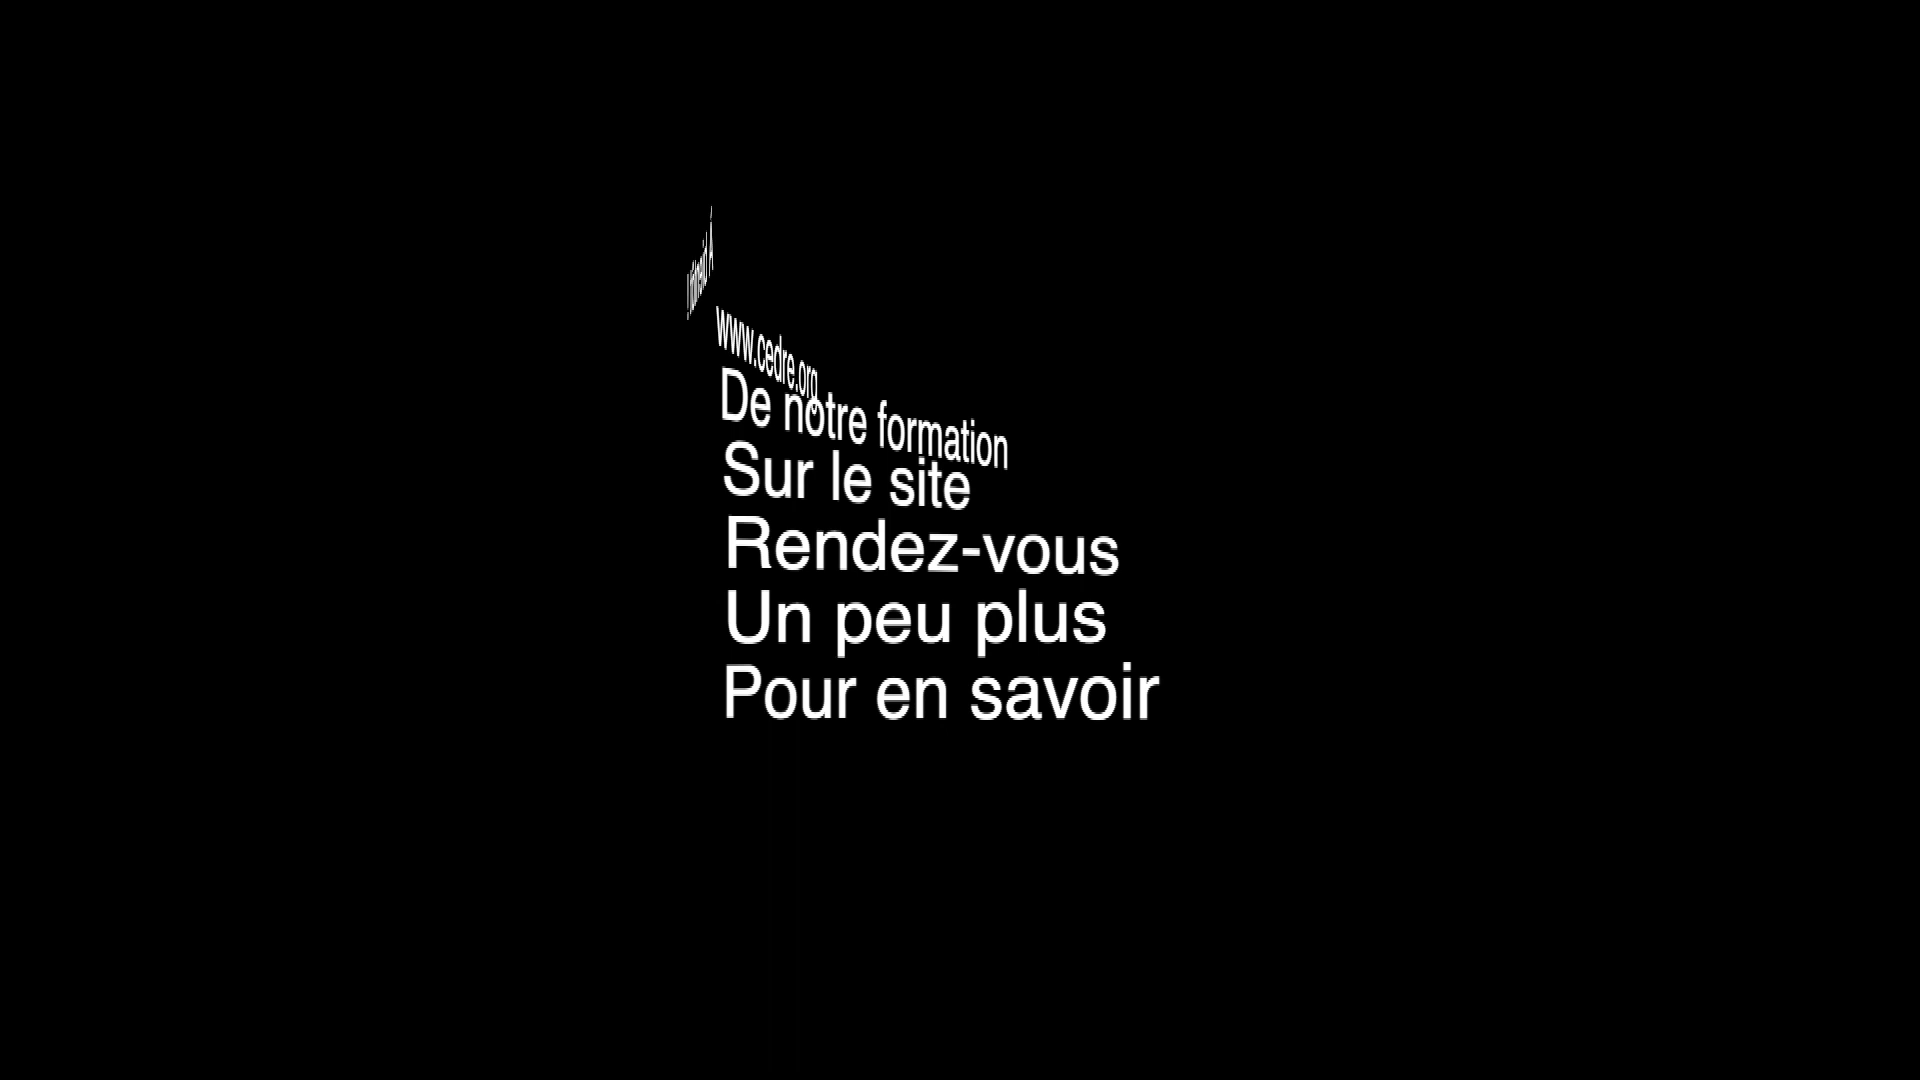 www.cedre.org
De notre formation
Sur le site
Rendez-vous
Un peu plus
Pour en savoir